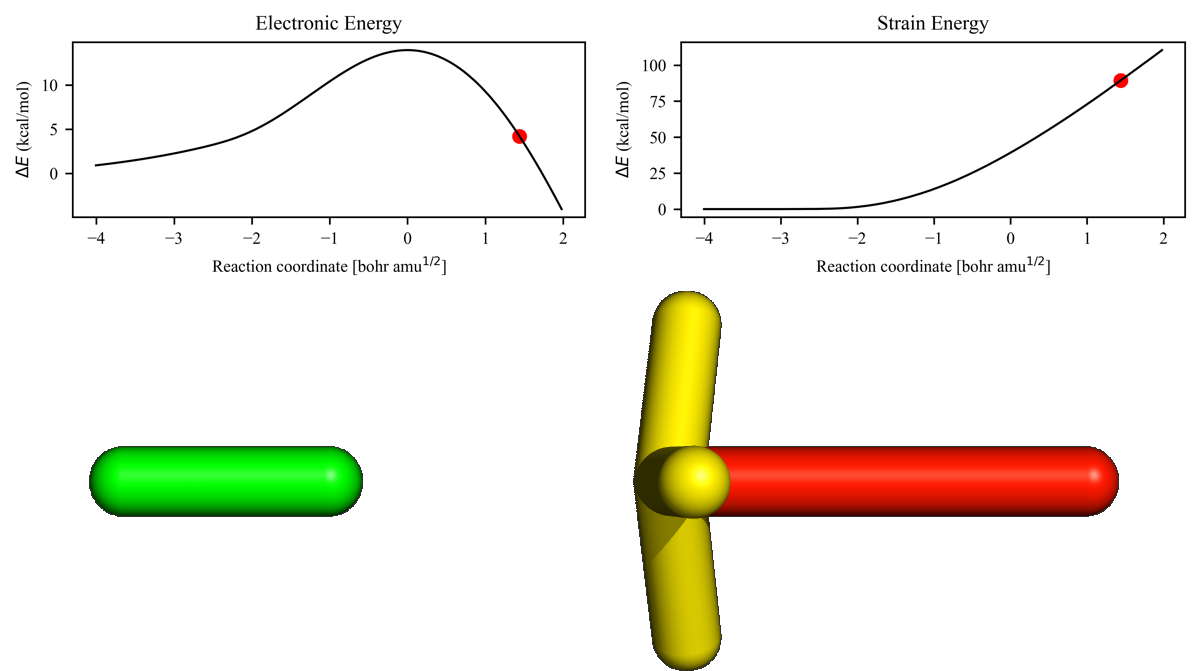 Electronic Energy
ΔE (kcal/mol)
10
5
0
−4 −3 −2 −1 0 1 2
Reaction coordinate [bohr amu^1/2]
Strain Energy
ΔE (kcal/mol)
100
75
50
25
0
−4 −3 −2 −1 0 1 2
Reaction coordinate [bohr amu^1/2]